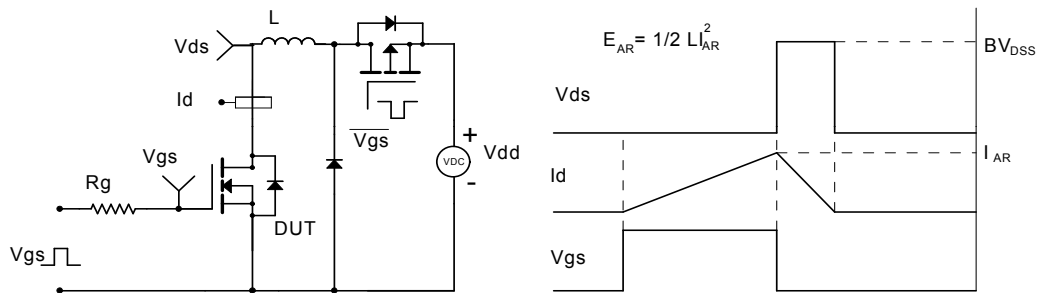 L
Vds
Id
Vgs
Rg
DUT
Vgs
Vgs
VDC
+
Vdd
-
E_AR = 1/2 LI²_AR
Vds
BV_DSS
Id
I_AR
Vgs